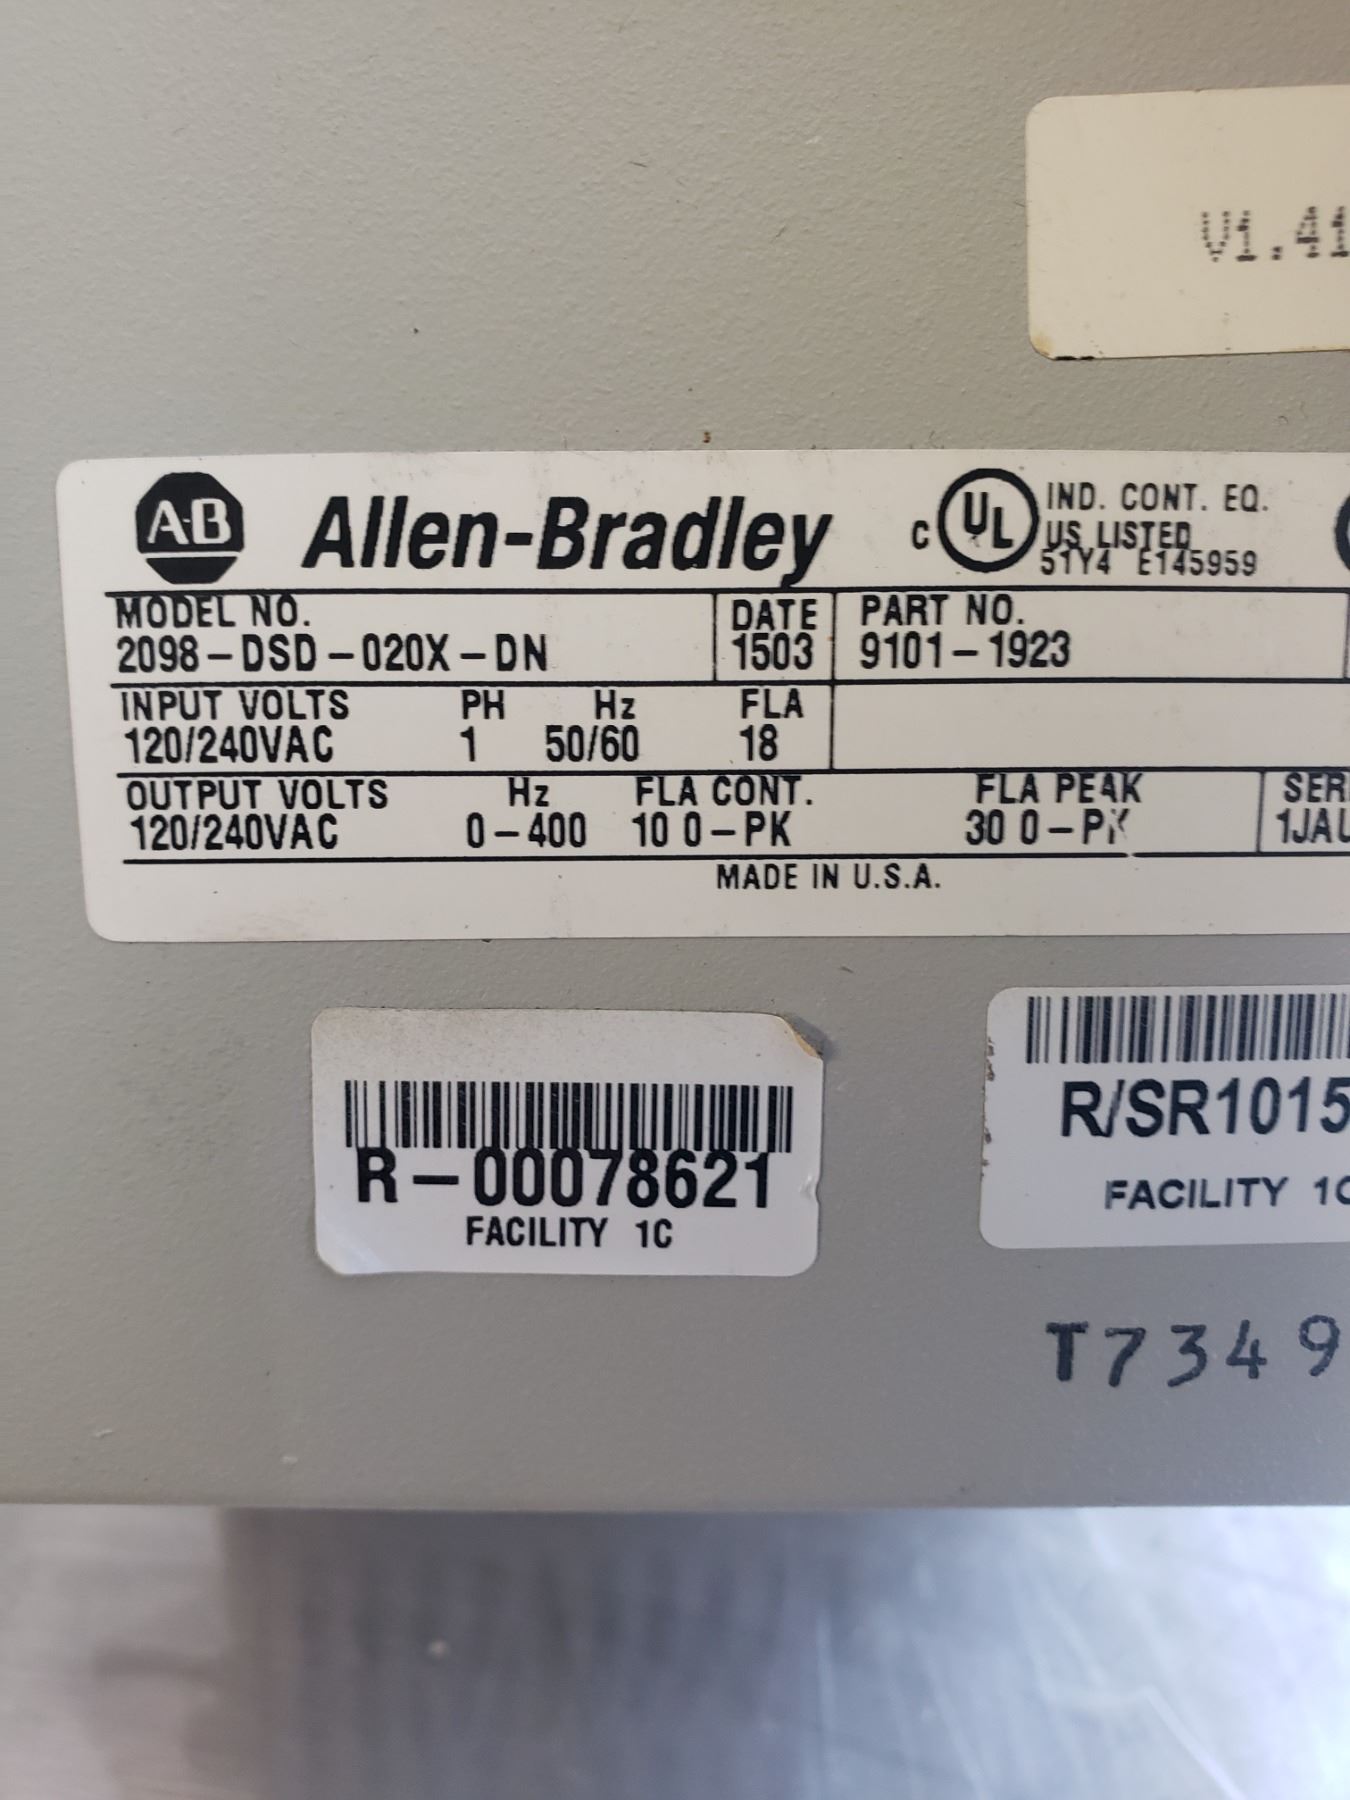 V1.41
A-B Allen-Bradley
C UL IND. CONT. EQ.
US LISTED
51Y4 E145959
MODEL NO. DATE PART NO.
2098-DSD-020X-DN 1503 9101-1923
INPUT VOLTS PH Hz FLA
120/240VAC 1 50/60 18
OUTPUT VOLTS Hz FLA CONT. FLA PEAK SER
120/240VAC 0-400 10 0-PK 30 0-PK 1JAU
MADE IN U.S.A.
R-00078621
FACILITY 1C
R/SR1015
FACILITY 1C
T7349